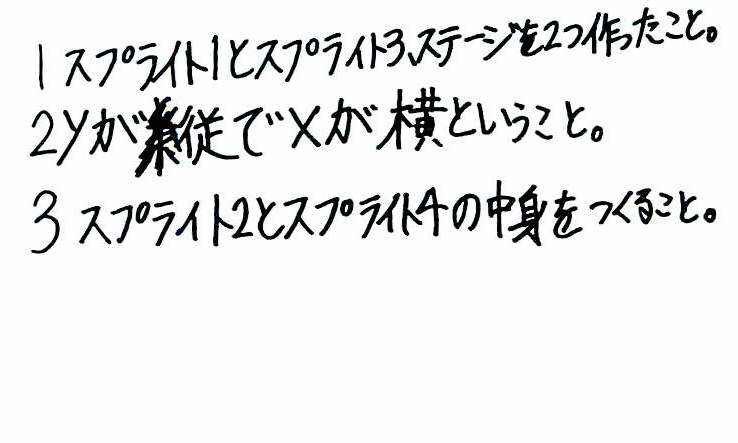 1 スプライト1とスプライト3、ステージを2つ作ったこと。
2 yが従でxが横ということ。
3 スプライト2とスプライト4の中身をつくること。